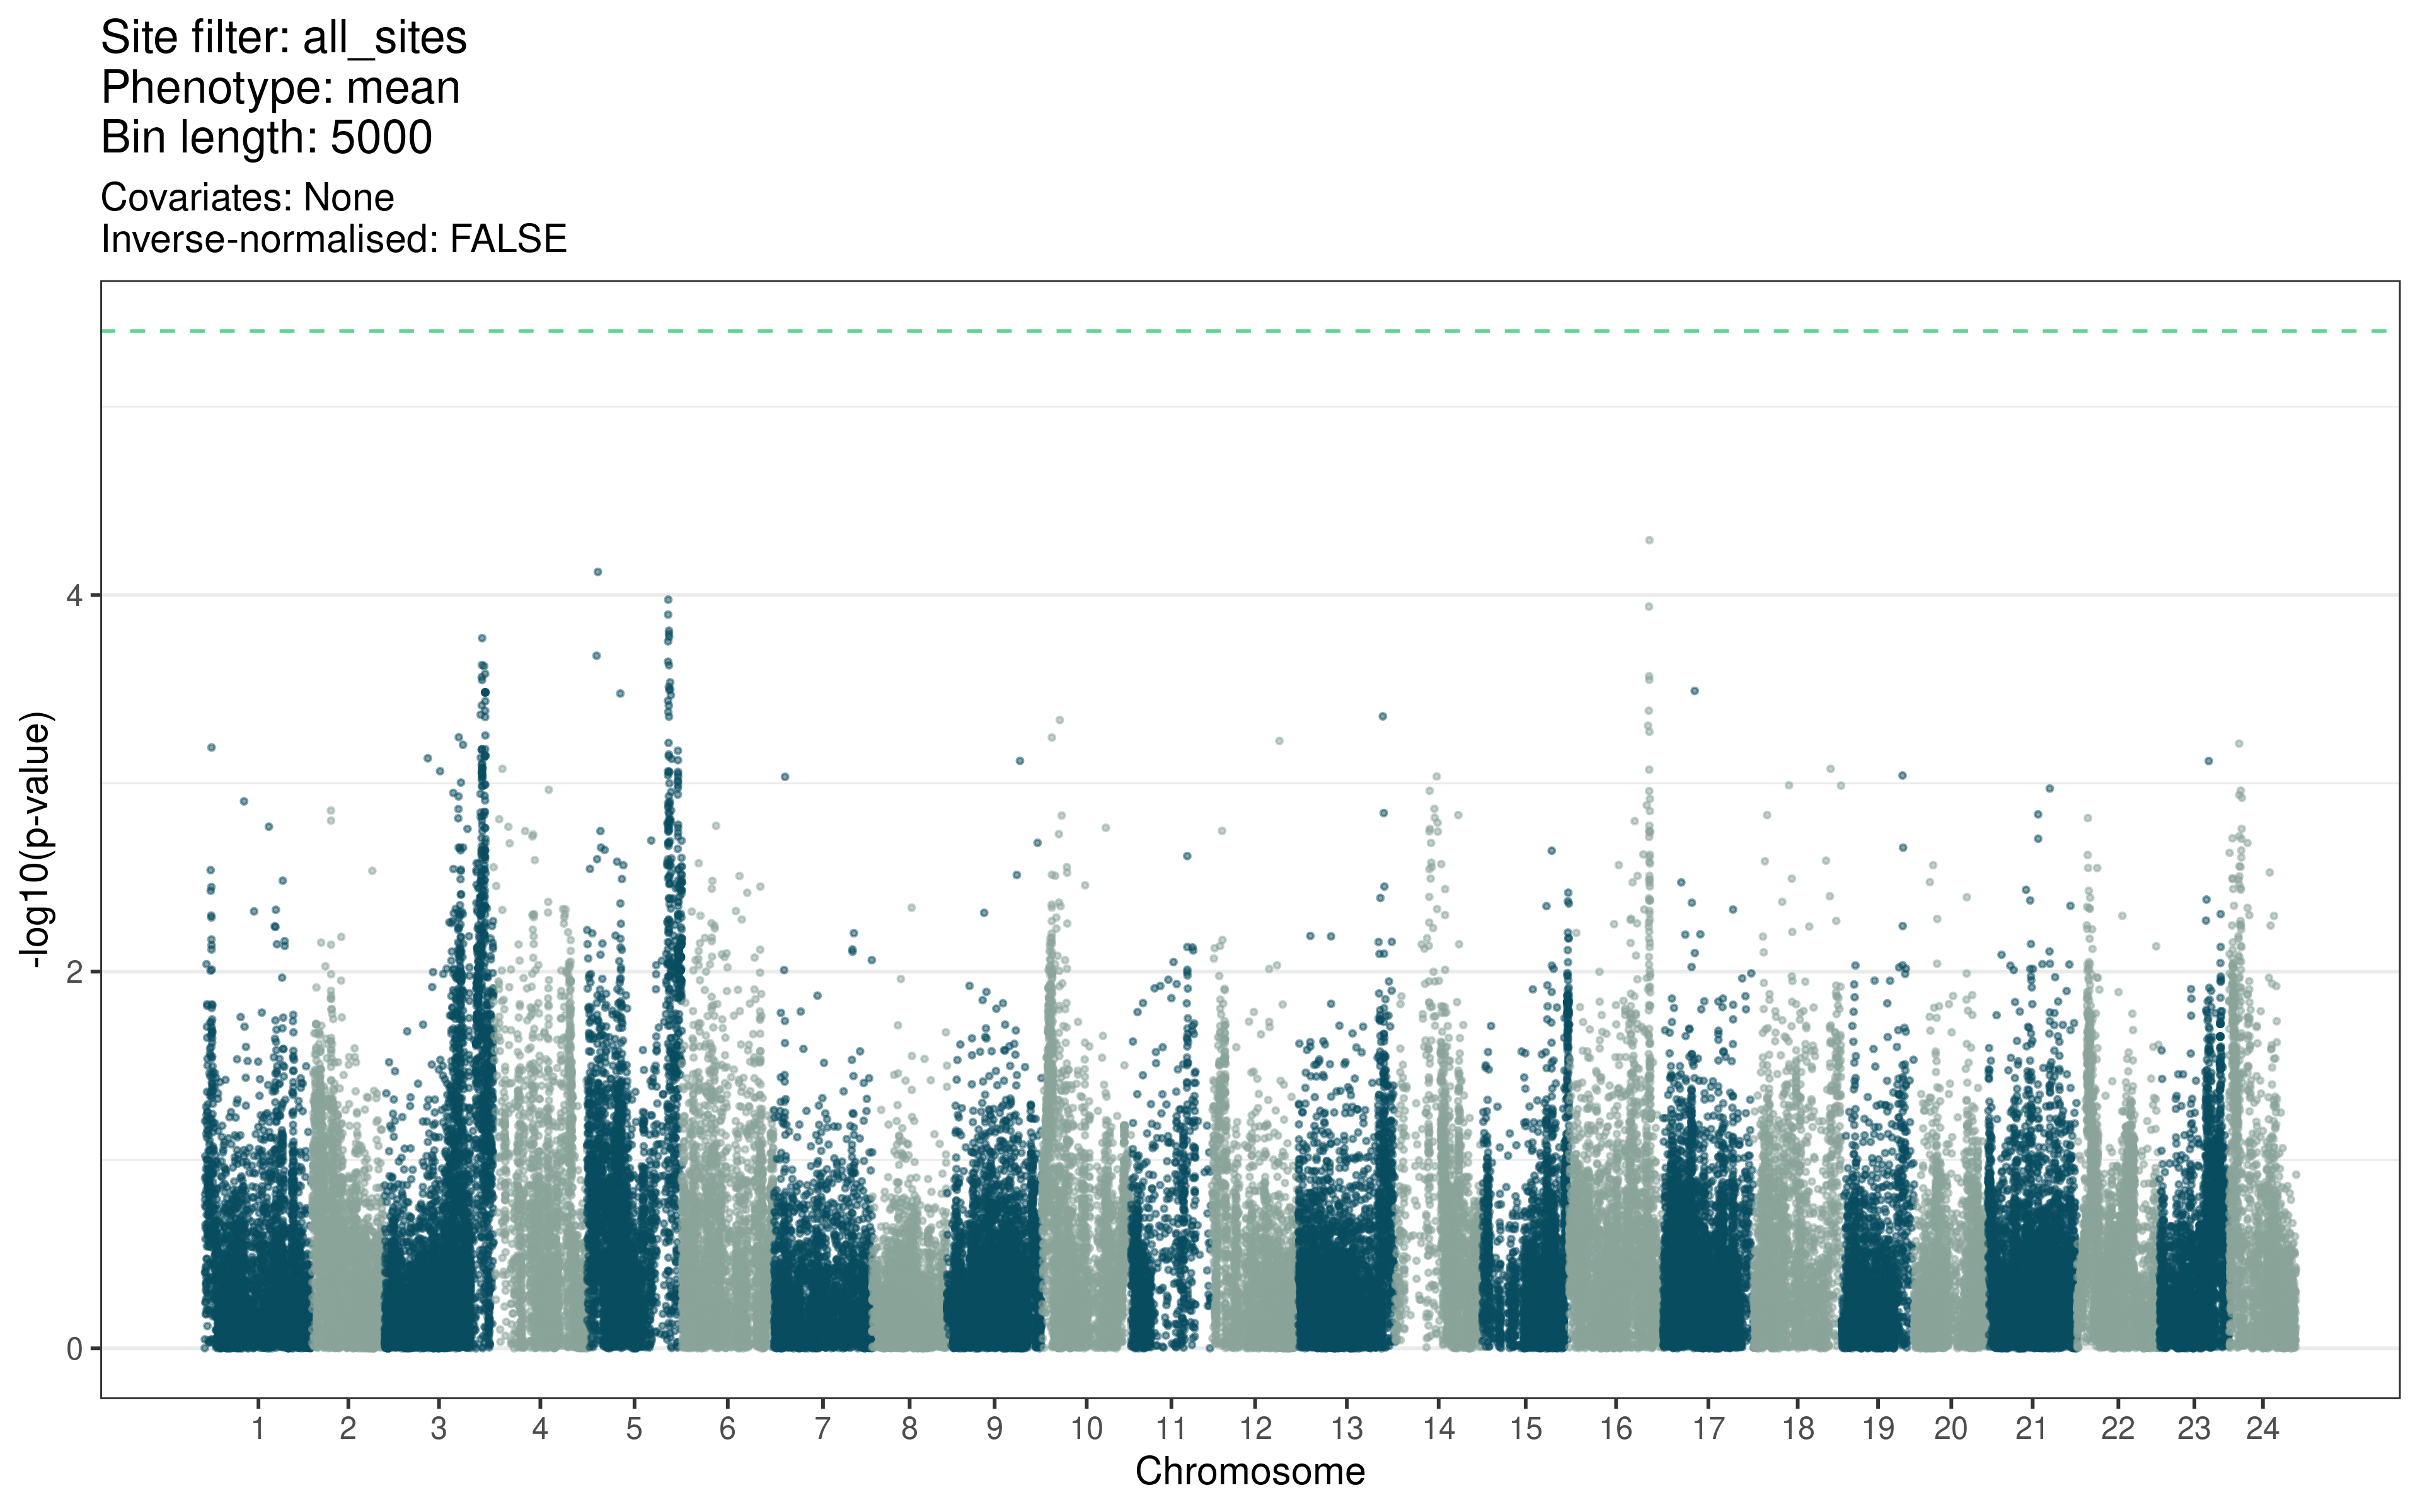 Site filter: all_sites
Phenotype: mean
Bin length: 5000
Covariates: None
Inverse-normalised: FALSE
-log10(p-value)
4
2
0
1 2 3 4 5 6 7 8 9 10 11 12 13 14 15 16 17 18 19 20 21 22 23 24
Chromosome